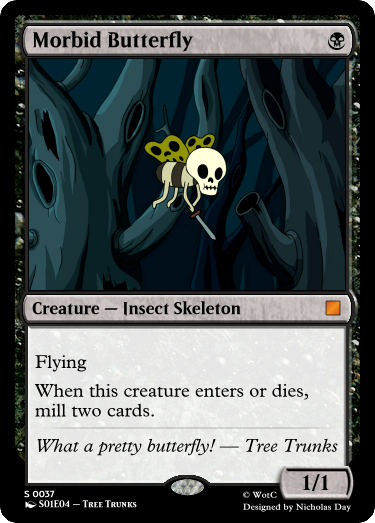 Morbid Butterfly
Creature — Insect Skeleton
Flying
When this creature enters or dies,
mill two cards.
What a pretty butterfly! — Tree Trunks
1/1
S 0037
S01E04 — Tree Trunks
© WotC
Designed by Nicholas Day